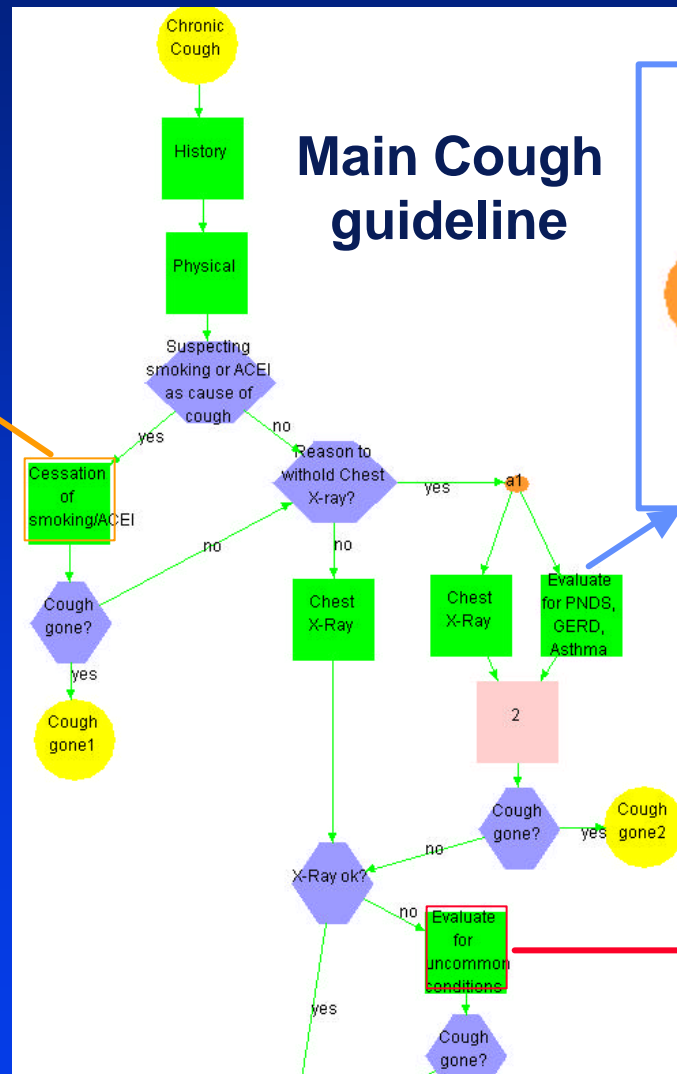 Chronic
Cough
History
Main Cough
guideline
Physical
Suspecting
smoking or ACEI
as cause of
cough
yes
no
Cessation
of
smoking/ACEI
Reason to
withold Chest
X-ray?
yes
a1
no
no
Cough
gone?
yes
Cough
gone1
Chest
X-Ray
Chest
X-Ray
Evaluate
for PNDS,
GERD,
Asthma
2
Cough
gone?
yes
Cough
gone2
no
X-Ray ok?
no
Evaluate
for
uncommon
conditions
yes
Cough
gone?